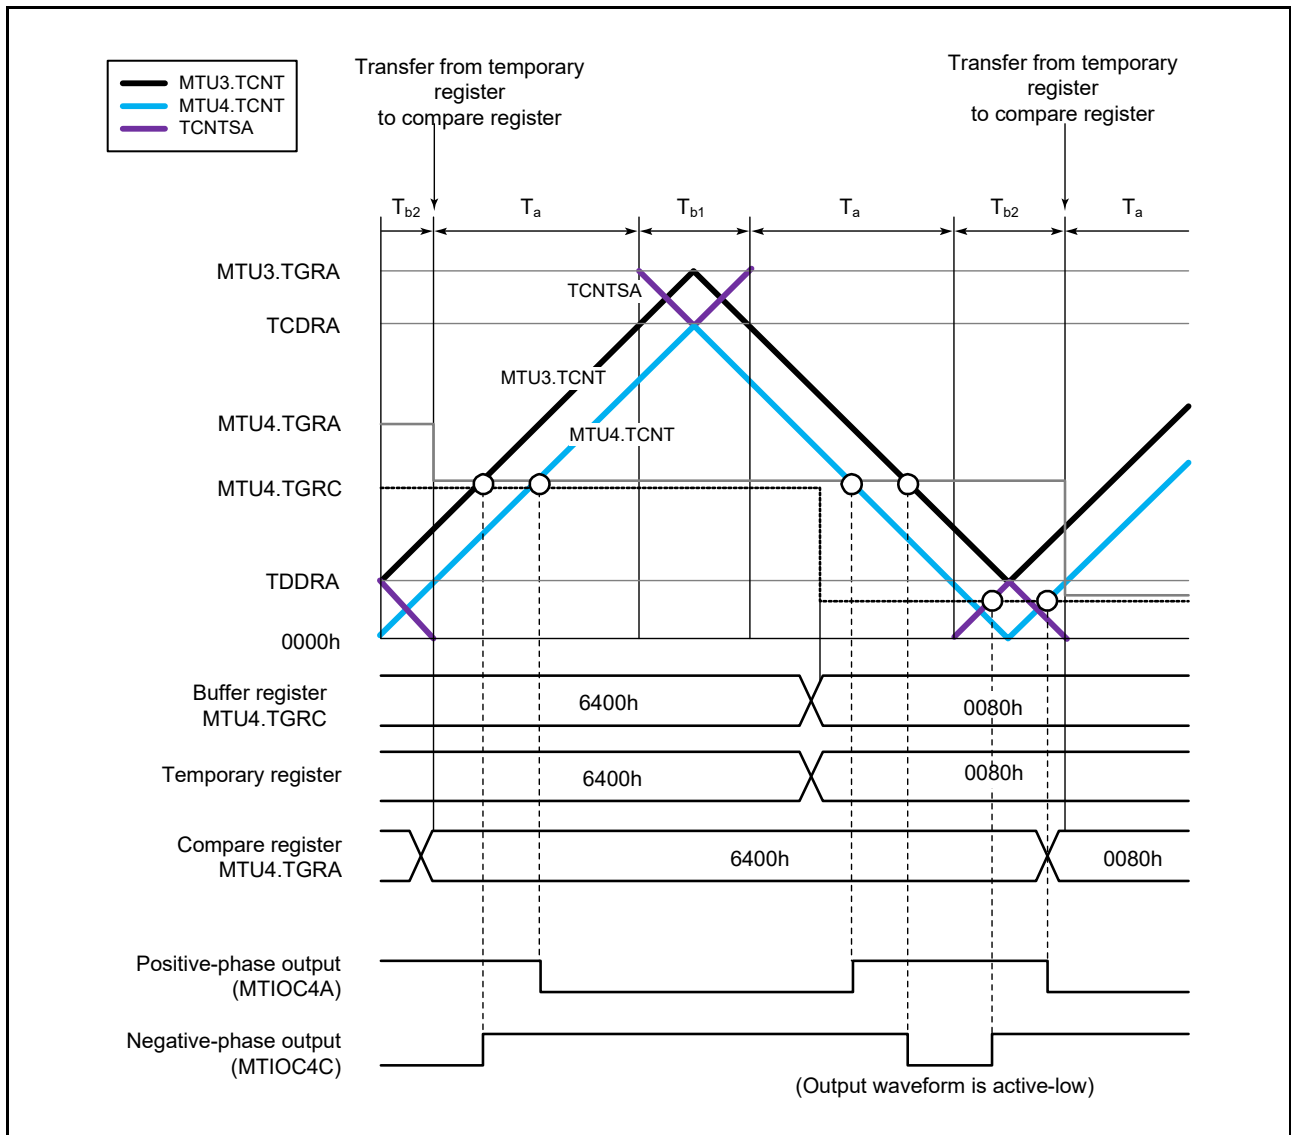 MTU3.TCNT
MTU4.TCNT
TCNTSA
Transfer from temporary
register
to compare register
Transfer from temporary
register
to compare register
Tb2
Ta
Tb1
Ta
Tb2
Ta
MTU3.TGRA
TCNTSA
TCDRA
MTU3.TCNT
MTU4.TGRA
MTU4.TCNT
MTU4.TGRC
TDDRA
0000h
Buffer register
MTU4.TGRC
6400h
0080h
Temporary register
6400h
0080h
Compare register
MTU4.TGRA
6400h
0080h
Positive-phase output
(MTIOC4A)
Negative-phase output
(MTIOC4C)
(Output waveform is active-low)